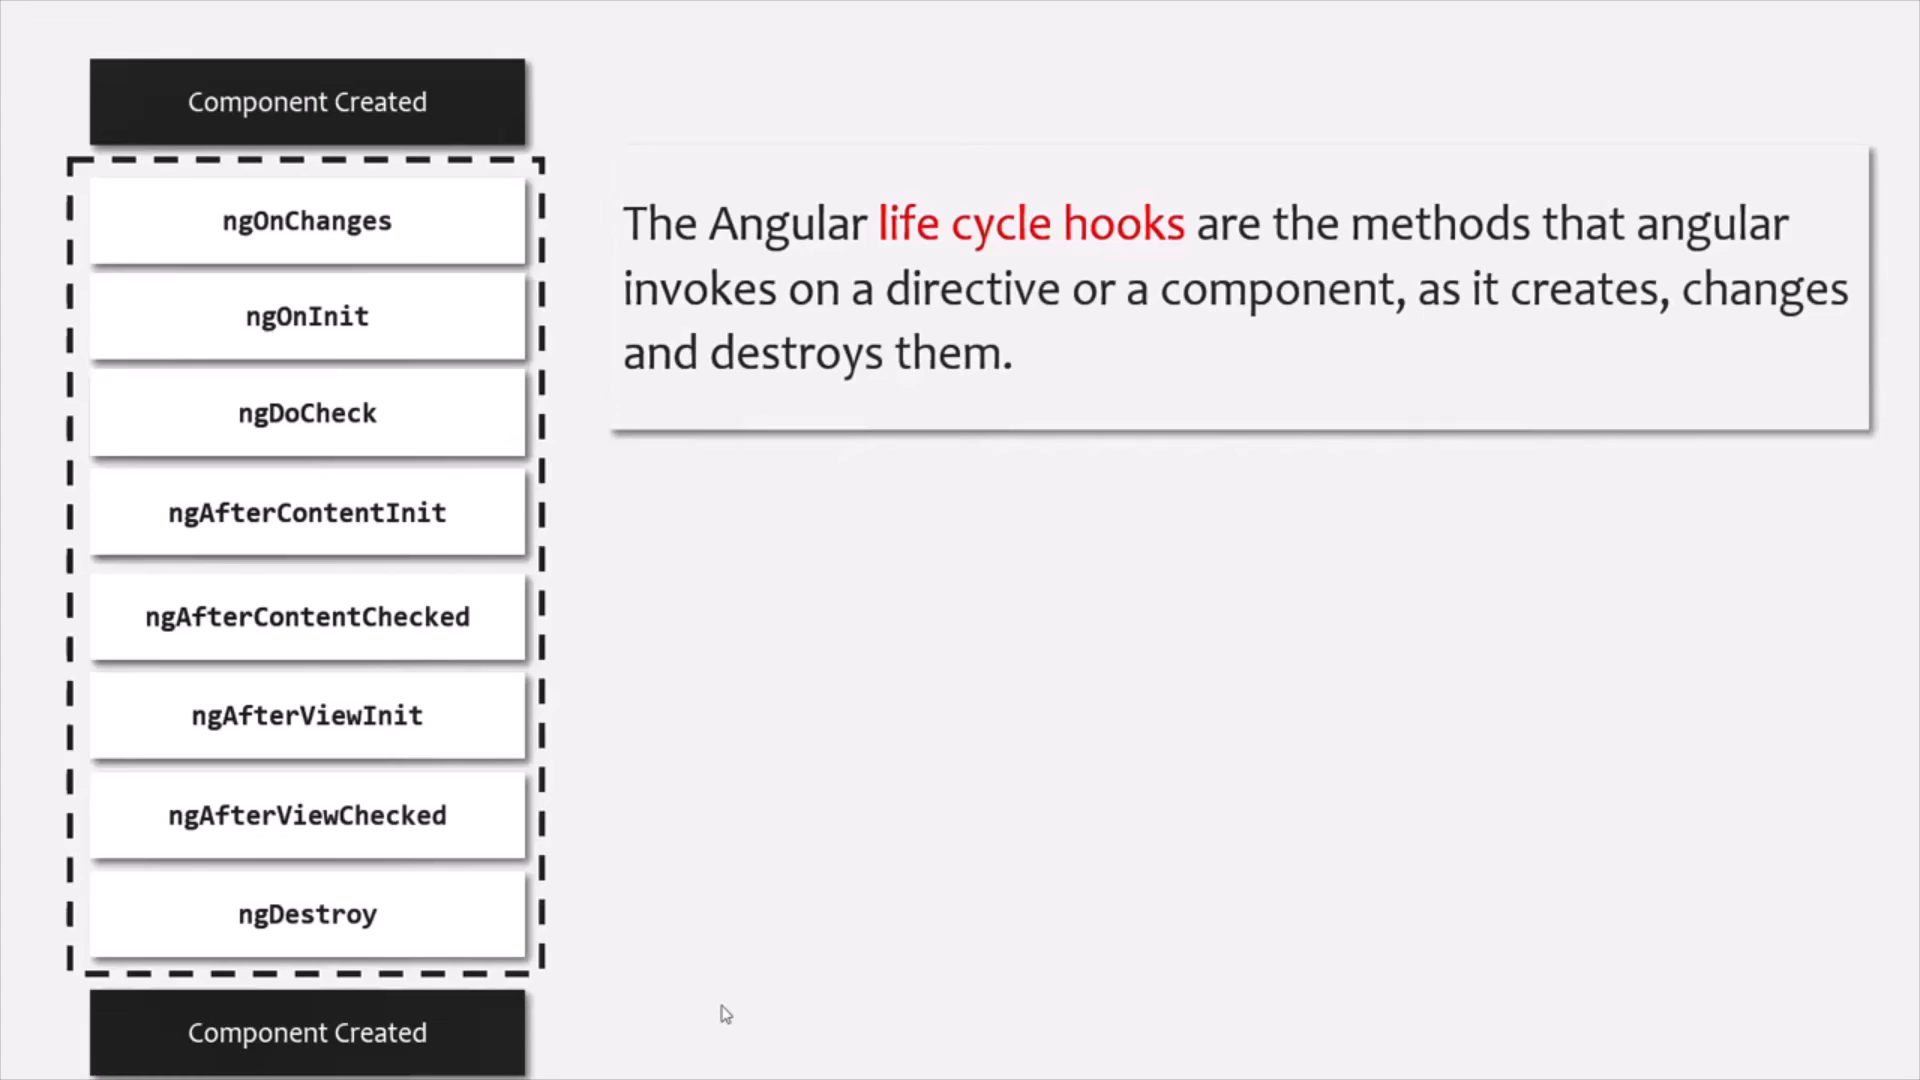 Component Created
ngOnChanges
ngOnInit
ngDoCheck
ngAfterContentInit
ngAfterContentChecked
ngAfterViewInit
ngAfterViewChecked
ngDestroy
Component Created
The Angular life cycle hooks are the methods that angular
invokes on a directive or a component, as it creates, changes
and destroys them.